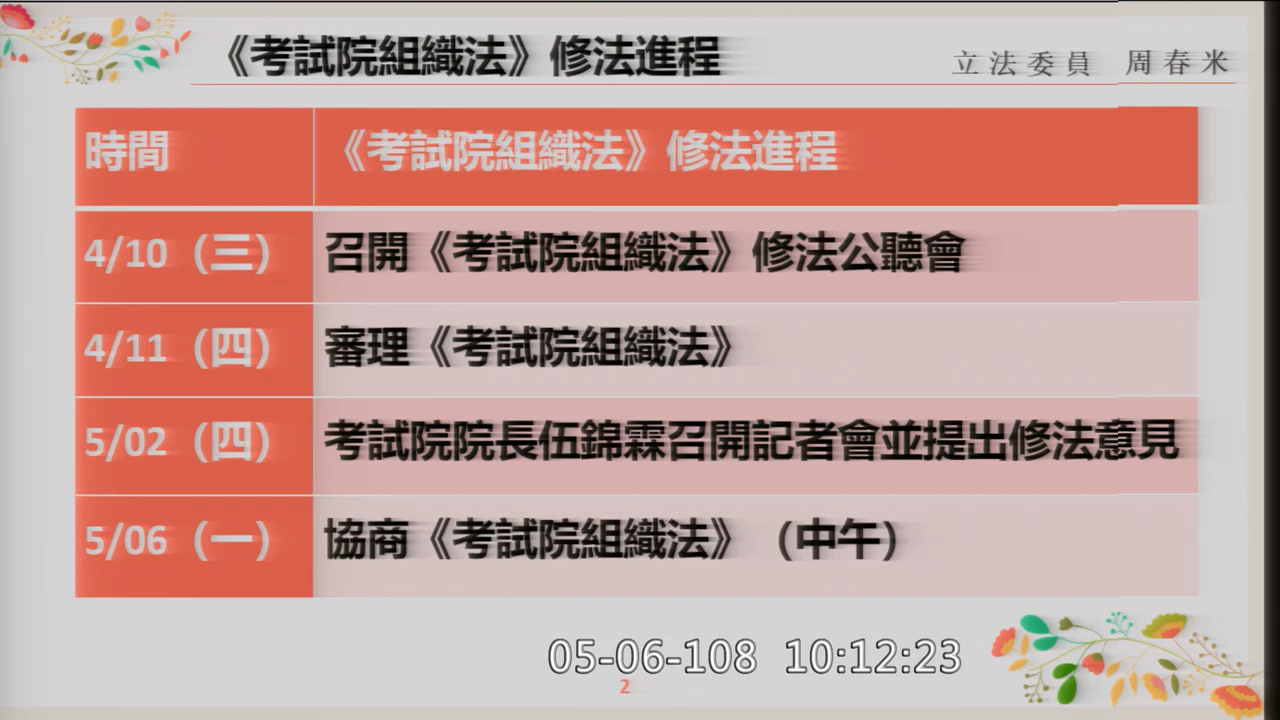 《考試院組織法》修法進程
立法委員 周春米
時間 《考試院組織法》修法進程
4/10（三） 召開《考試院組織法》修法公聽會
4/11（四） 審理《考試院組織法》
5/02（四） 考試院院長伍錦霖召開記者會並提出修法意見
5/06（一） 協商《考試院組織法》（中午）
05-06-108 10:12:23
2